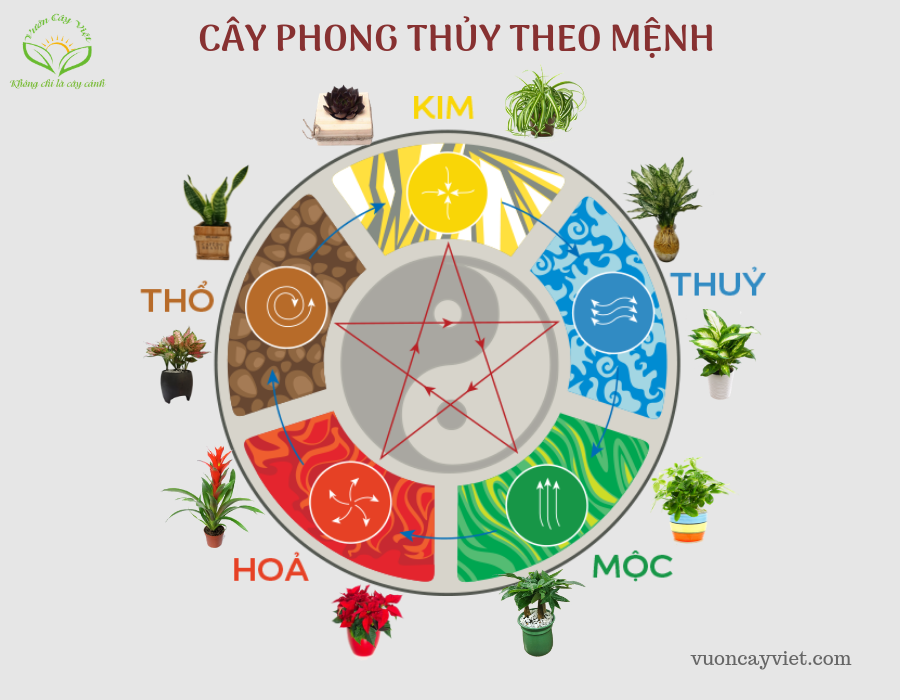 Vườn Cây Việt
Không chỉ là cây cảnh
CÂY PHONG THỦY THEO MỆNH
KIM
THUỶ
THỔ
HOẢ
MỘC
vuoncayviet.com